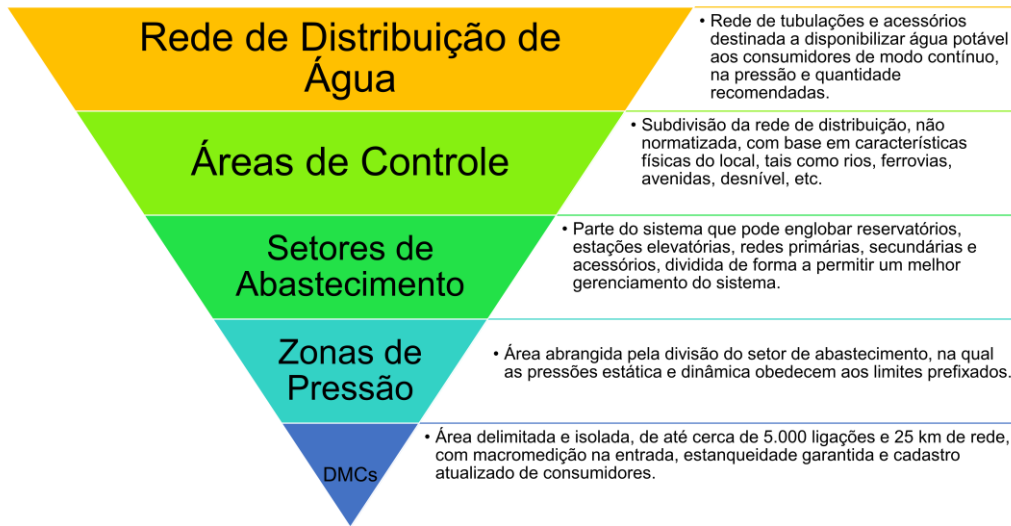 Rede de Distribuição de
Água
• Rede de tubulações e acessórios
destinada a disponibilizar água potável
aos consumidores de modo contínuo,
na pressão e quantidade
recomendadas.
Áreas de Controle
• Subdivisão da rede de distribuição, não
normatizada, com base em características
físicas do local, tais como rios, ferrovias,
avenidas, desnível, etc.
Setores de
Abastecimento
• Parte do sistema que pode englobar reservatórios,
estações elevatórias, redes primárias, secundárias e
acessórios, dividida de forma a permitir um melhor
gerenciamento do sistema.
Zonas de
Pressão
• Área abrangida pela divisão do setor de abastecimento, na qual
as pressões estática e dinâmica obedecem aos limites prefixados.
DMCs
• Área delimitada e isolada, de até cerca de 5.000 ligações e 25 km de rede,
com macromedição na entrada, estanqueidade garantida e cadastro
atualizado de consumidores.